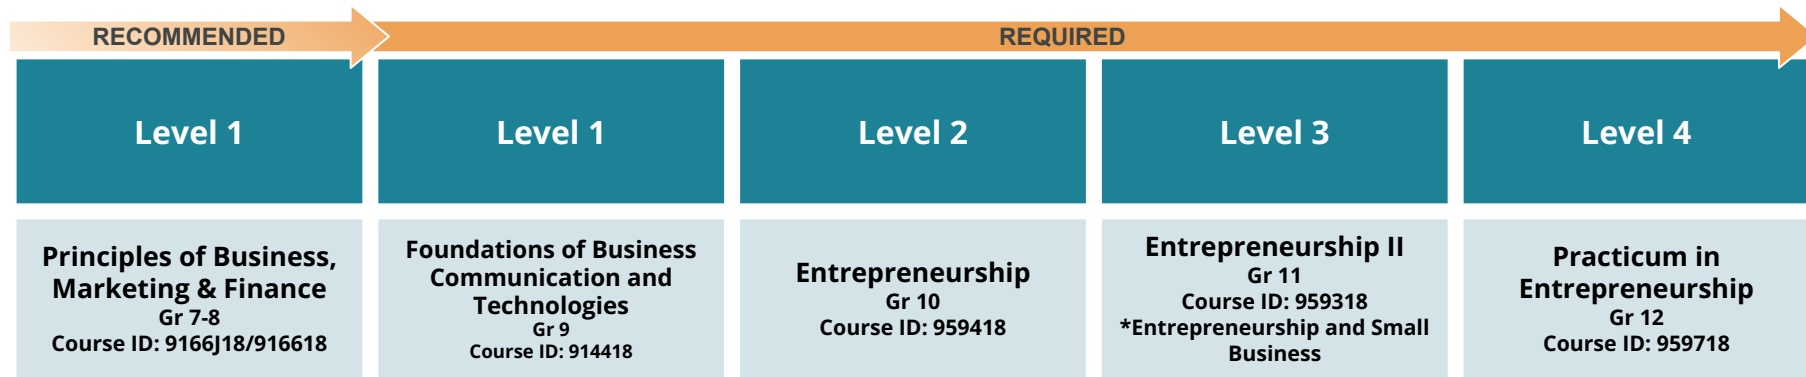 RECOMMENDED
REQUIRED
Level 1
Level 1
Level 2
Level 3
Level 4
Principles of Business,
Marketing & Finance
Gr 7-8
Course ID: 9166J18/916618
Foundations of Business
Communication and
Technologies
Gr 9
Course ID: 914418
Entrepreneurship
Gr 10
Course ID: 959418
Entrepreneurship II
Gr 11
Course ID: 959318
*Entrepreneurship and Small
Business
Practicum in
Entrepreneurship
Gr 12
Course ID: 959718